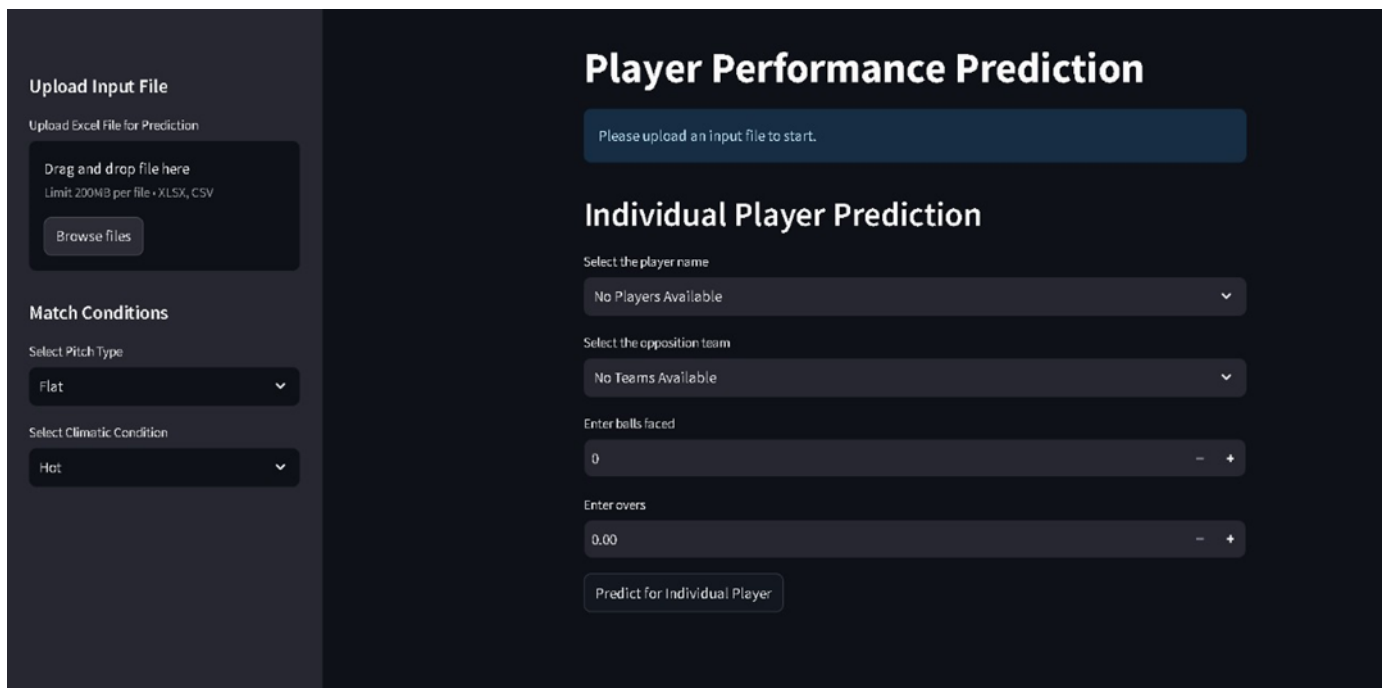 Upload Input File
Upload Excel File for Prediction
Drag and drop file here
Limit 200MB per file • XLSX, CSV
Browse files
Match Conditions
Select Pitch Type
Flat
Select Climatic Condition
Hot
Player Performance Prediction
Please upload an input file to start.
Individual Player Prediction
Select the player name
No Players Available
Select the opposition team
No Teams Available
Enter balls faced
0
Enter overs
0.00
Predict for Individual Player